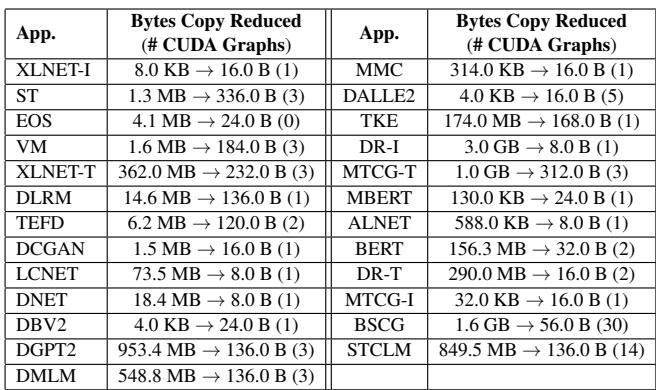 App. Bytes Copy Reduced (# CUDA Graphs) App. Bytes Copy Reduced (# CUDA Graphs)
XLNET-I 8.0 KB → 16.0 B (1) MMC 314.0 KB → 16.0 B (1)
ST 1.3 MB → 336.0 B (3) DALLE2 4.0 KB → 16.0 B (5)
EOS 4.1 MB → 24.0 B (0) TKE 174.0 MB → 168.0 B (1)
VM 1.6 MB → 184.0 B (3) DR-I 3.0 GB → 8.0 B (1)
XLNET-T 362.0 MB → 232.0 B (3) MTCG-T 1.0 GB → 312.0 B (3)
DLRM 14.6 MB → 136.0 B (1) MBERT 130.0 KB → 24.0 B (1)
TEFD 6.2 MB → 120.0 B (2) ALNET 588.0 KB → 8.0 B (1)
DCGAN 1.5 MB → 16.0 B (1) BERT 156.3 MB → 32.0 B (2)
LCNET 73.5 MB → 8.0 B (1) DR-T 290.0 MB → 16.0 B (2)
DNET 18.4 MB → 8.0 B (1) MTCG-I 32.0 KB → 16.0 B (1)
DBV2 4.0 KB → 24.0 B (1) BSCG 1.6 GB → 56.0 B (30)
DGPT2 953.4 MB → 136.0 B (3) STCLM 849.5 MB → 136.0 B (14)
DMLM 548.8 MB → 136.0 B (3)